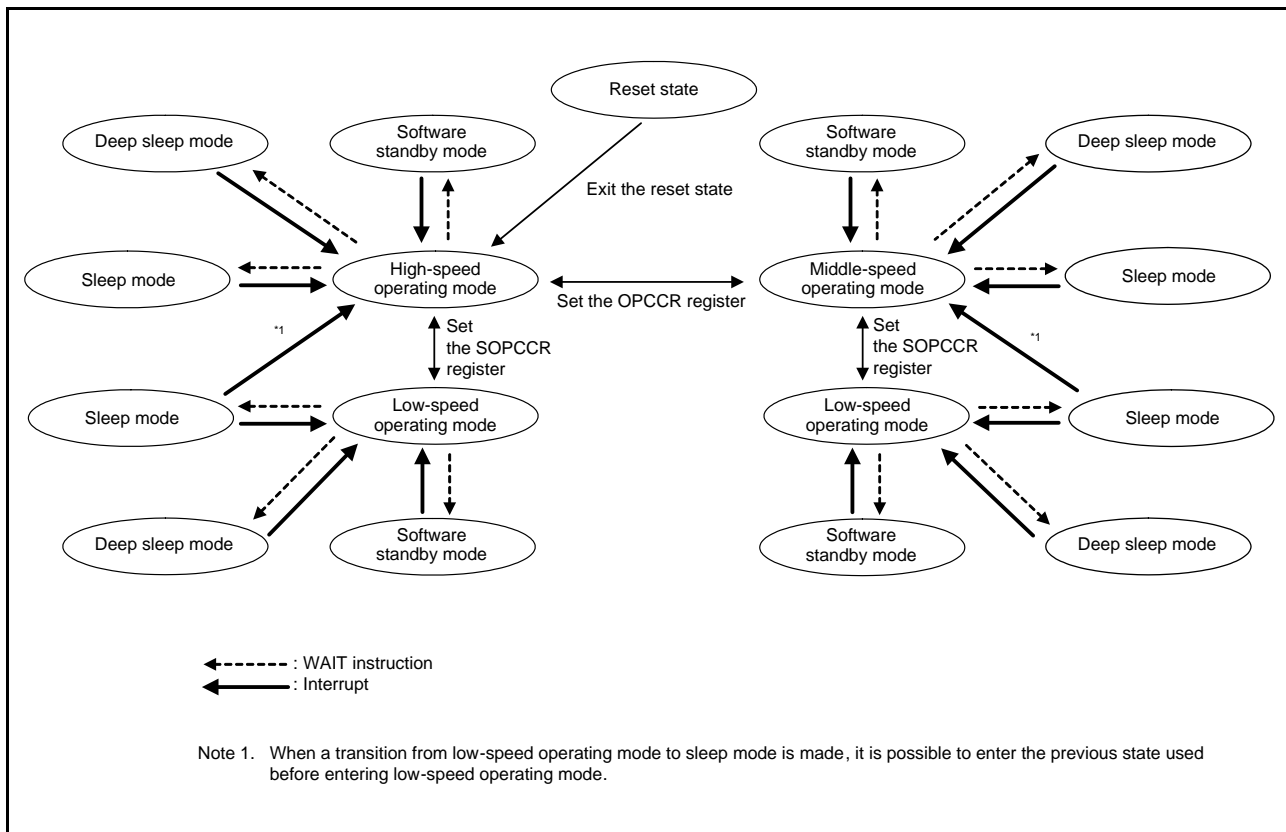 Reset state
Deep sleep mode
Software
standby mode
Software
standby mode
Deep sleep mode
Exit the reset state
Sleep mode
High-speed
operating mode
Set the OPCCR register
Middle-speed
operating mode
Sleep mode
*1
Set
the SOPCCR
register
Set
the SOPCCR
register
*1
Sleep mode
Low-speed
operating mode
Low-speed
operating mode
Sleep mode
Deep sleep mode
Software
standby mode
Software
standby mode
Deep sleep mode
: WAIT instruction
: Interrupt
Note 1. When a transition from low-speed operating mode to sleep mode is made, it is possible to enter the previous state used
before entering low-speed operating mode.